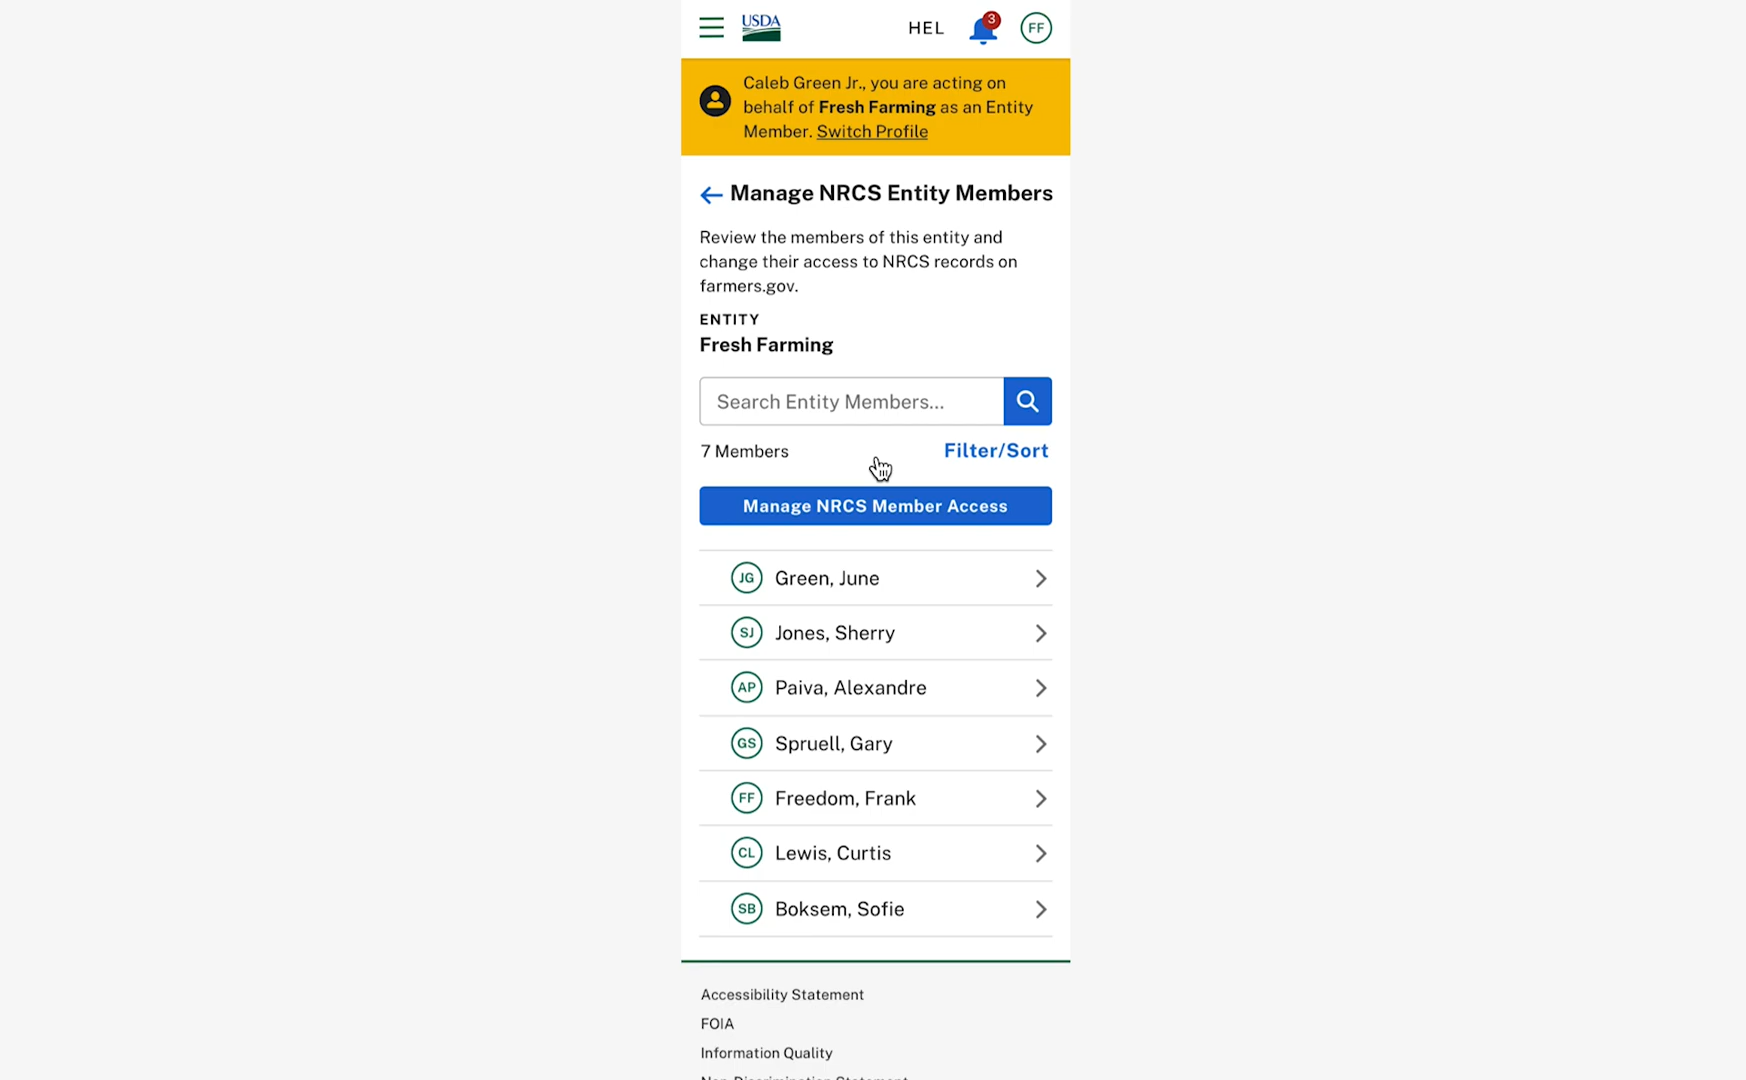 USDA
HEL
3
FF
Caleb Green Jr., you are acting on
behalf of Fresh Farming as an Entity
Member. Switch Profile
Manage NRCS Entity Members
Review the members of this entity and
change their access to NRCS records on
farmers.gov.
ENTITY
Fresh Farming
Search Entity Members...
7 Members
Filter/Sort
Manage NRCS Member Access
JG Green, June
SJ Jones, Sherry
AP Paiva, Alexandre
GS Spruell, Gary
FF Freedom, Frank
CL Lewis, Curtis
SB Boksem, Sofie
Accessibility Statement
FOIA
Information Quality
Non-Discrimination Statement